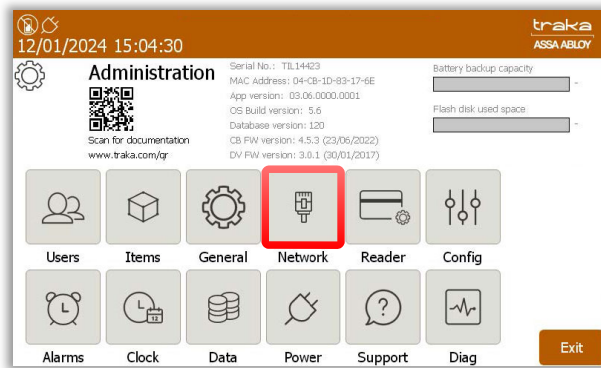 traka
12/01/2024 15:04:30
ASSA ABLOY
Administration
Scan for documentation
www.traka.com/qr
Serial No.: TIL14423
MAC Address: 04-CB-1D-83-17-6E
App version: 03.06.0000.0001
OS Build version: 5.6
Database version: 120
CB FW version: 4.5.3 (23/06/2022)
DV FW version: 3.0.1 (30/01/2017)
Battery backup capacity
-
Flash disk used space
-
Users Items General Network Reader Config
12
Alarms Clock Data Power Support Diag
Exit